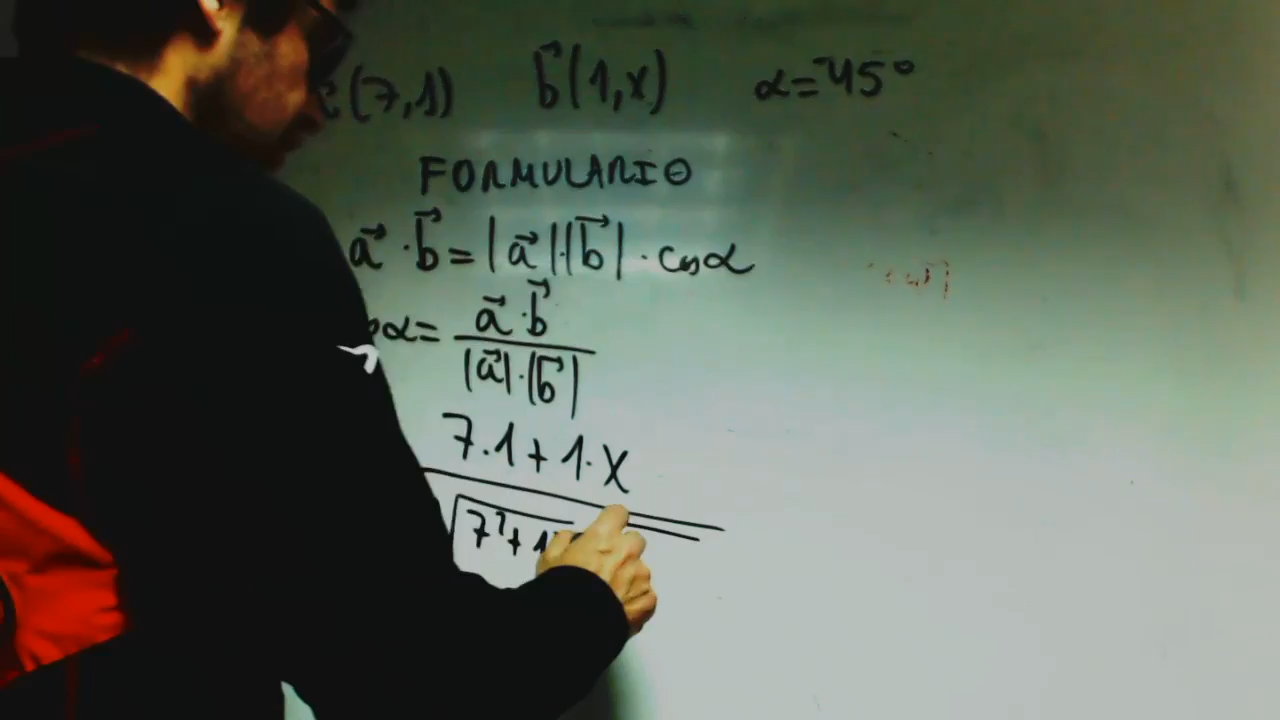 (7,1) b⃗(1,x) α=45°
FORMULARIO
a⃗·b⃗=|a⃗|·|b⃗|·cosα
α= a⃗·b⃗
|a⃗|·|b⃗|
7·1+1·x
√7²+1